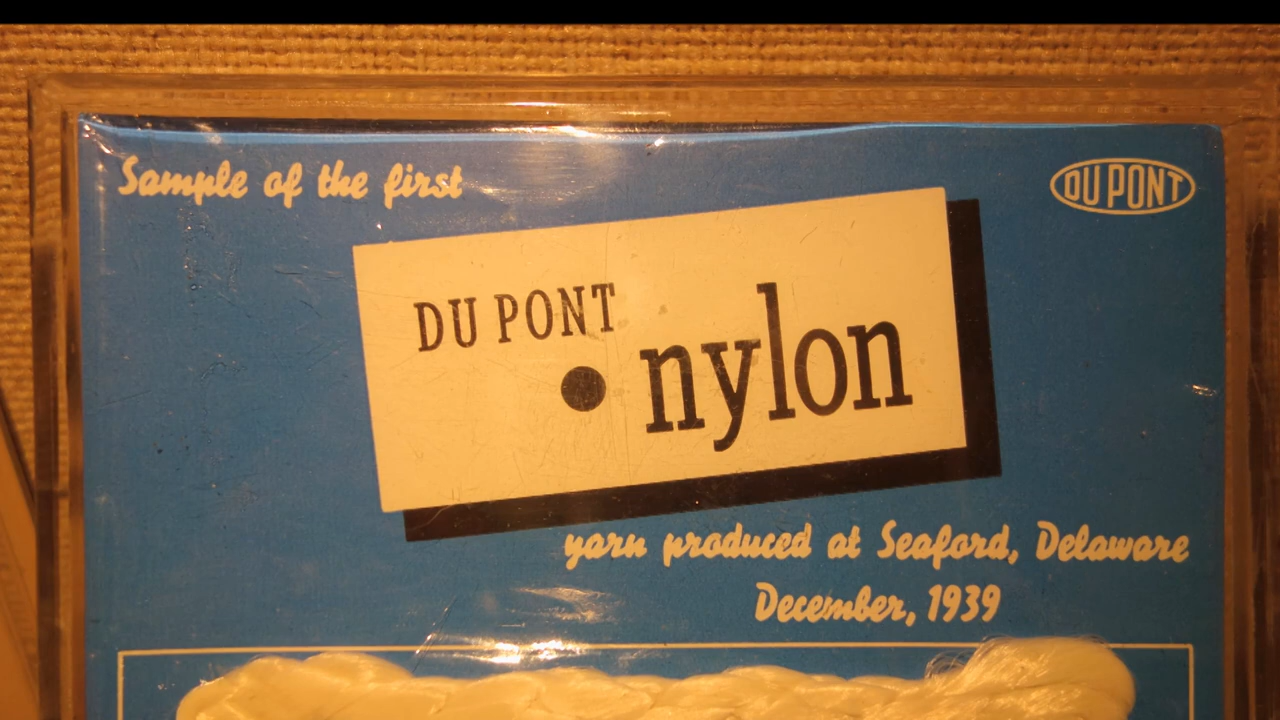 Sample of the first
DU PONT
DU PONT
• nylon
yarn produced at Seaford, Delaware
December, 1939